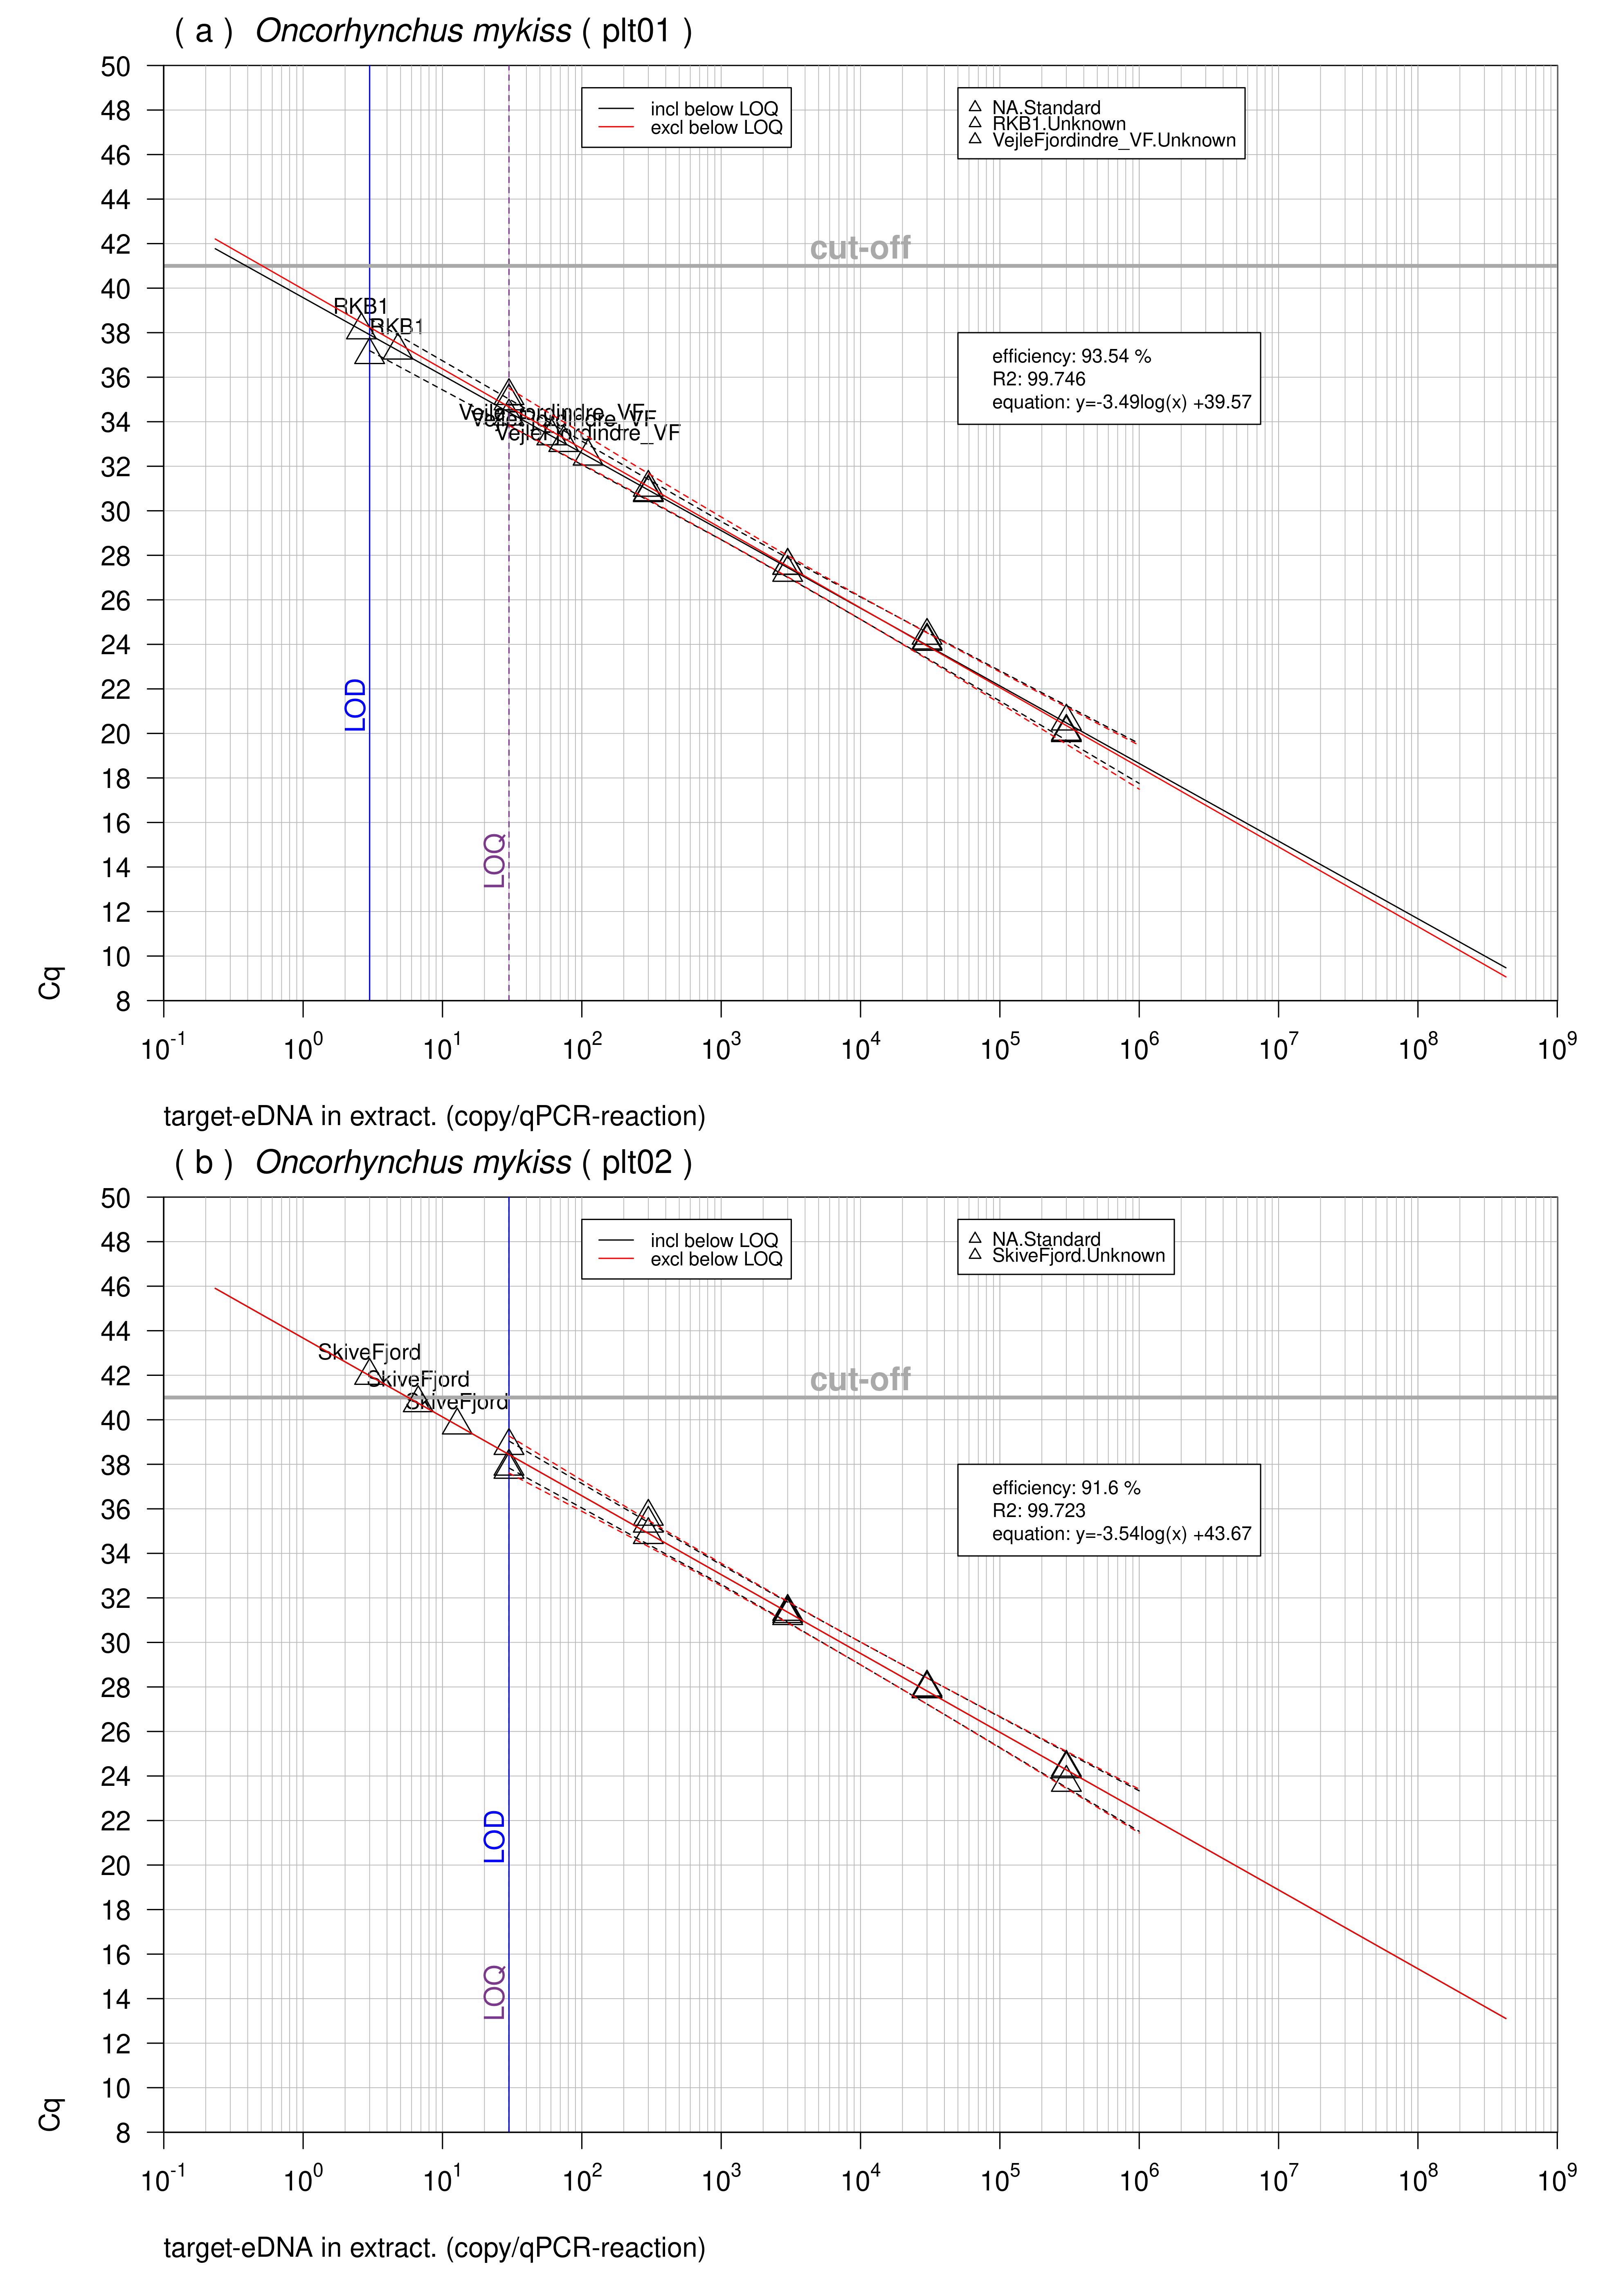 ( a ) Oncorhynchus mykiss ( plt01 )
50
48
46
44
42
40
38
36
34
32
30
28
26
24
22
20
18
16
14
12
10
8
Cq
incl below LOQ
excl below LOQ
NA.Standard
RKB1.Unknown
VejleFjordindre_VF.Unknown
cut-off
RKB1
RKB1
efficiency: 93.54 %
R2: 99.746
equation: y=-3.49log(x) +39.57
VejleFjordindre_VF
VejleFjordindre_VF
VejleFjordindre_VF
LOD
LOQ
10-1 100 101 102 103 104 105 106 107 108 109
target-eDNA in extract. (copy/qPCR-reaction)
( b ) Oncorhynchus mykiss ( plt02 )
50
48
46
44
42
40
38
36
34
32
30
28
26
24
22
20
18
16
14
12
10
8
Cq
incl below LOQ
excl below LOQ
NA.Standard
SkiveFjord.Unknown
SkiveFjord
SkiveFjord
SkiveFjord
cut-off
efficiency: 91.6 %
R2: 99.723
equation: y=-3.54log(x) +43.67
LOD
LOQ
10-1 100 101 102 103 104 105 106 107 108 109
target-eDNA in extract. (copy/qPCR-reaction)